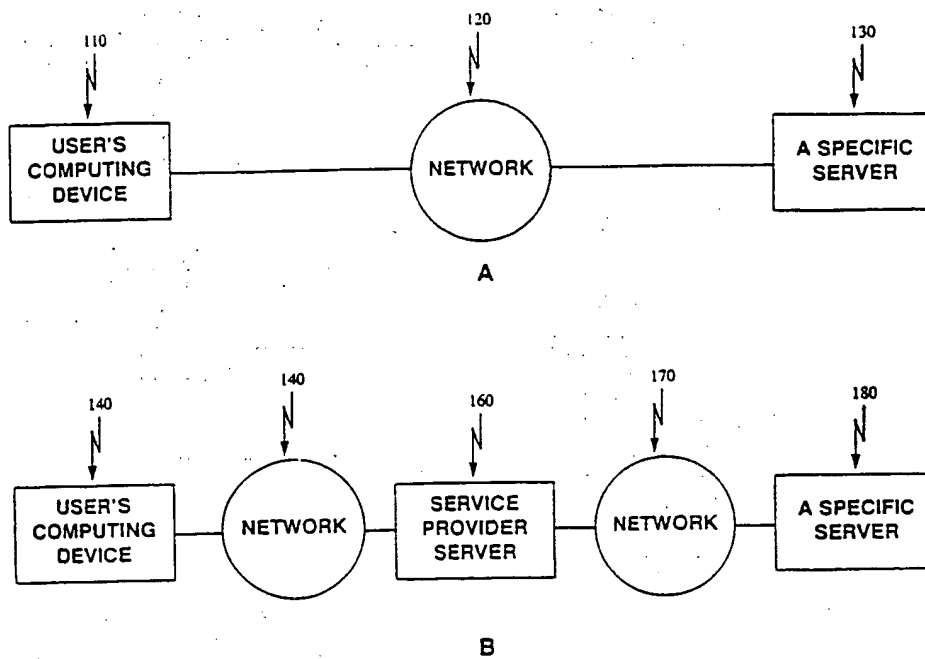 110
120
130
USER'S
COMPUTING
DEVICE
NETWORK
A SPECIFIC
SERVER
A
140
140
160
170
180
USER'S
COMPUTING
DEVICE
NETWORK
SERVICE
PROVIDER
SERVER
NETWORK
A SPECIFIC
SERVER
B